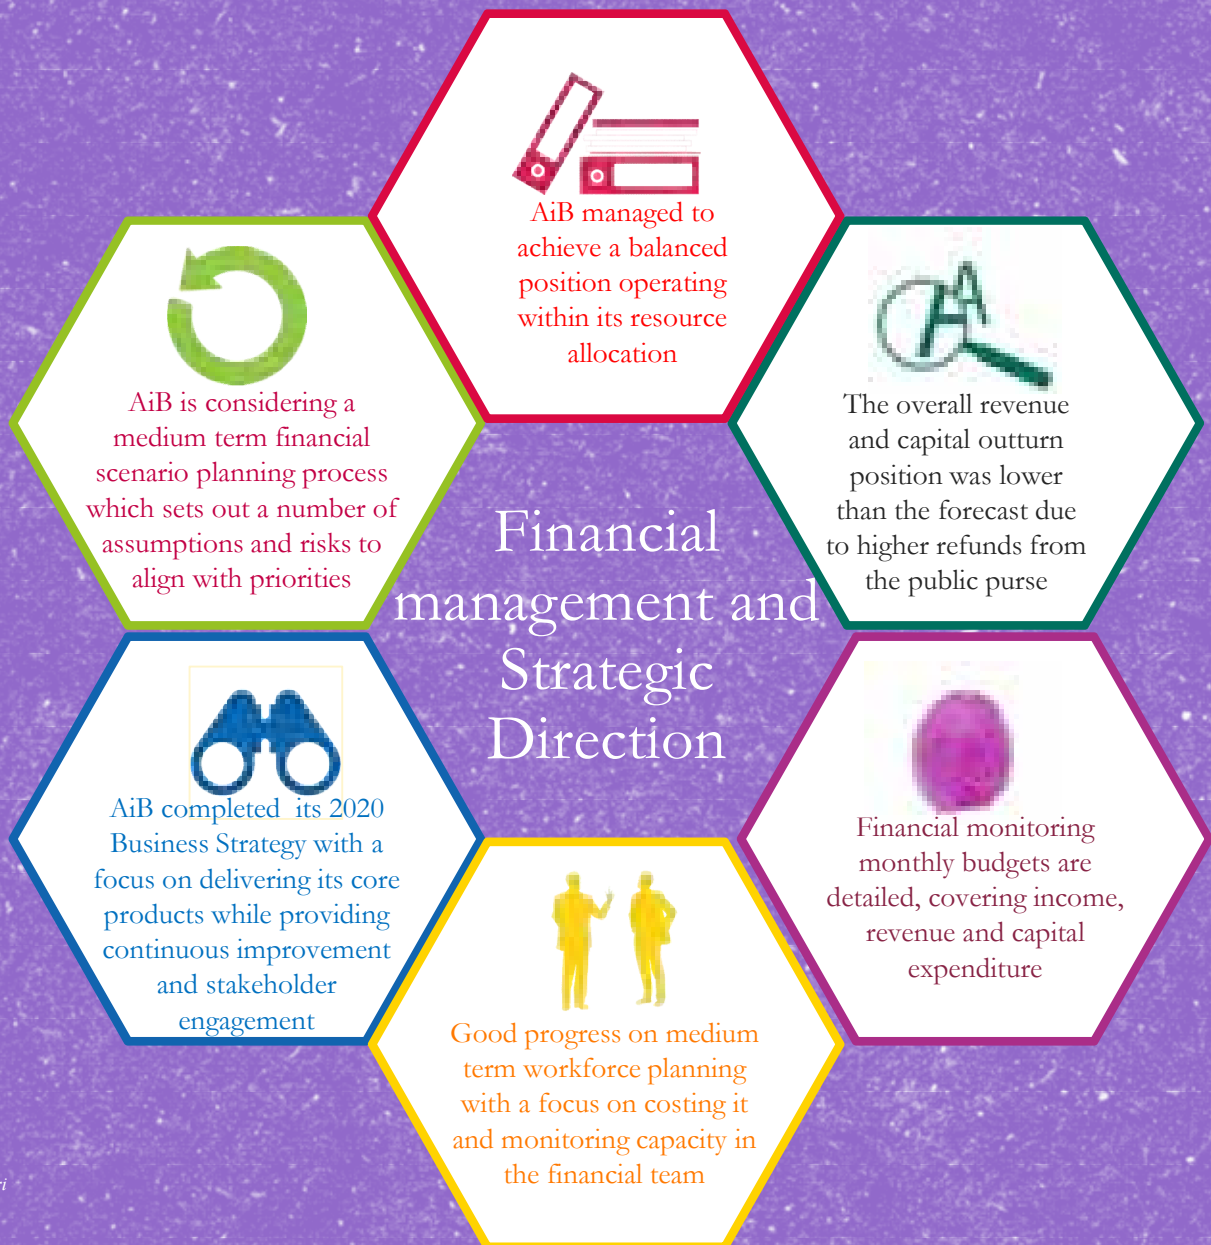 AiB managed to
achieve a balanced
position operating
within its resource
allocation
AiB is considering a
medium term financial
scenario planning process
which sets out a number of
assumptions and risks to
align with priorities
The overall revenue
and capital outturn
position was lower
than the forecast due
to higher refunds from
the public purse
Financial
management and
Strategic
Direction
AiB completed its 2020
Business Strategy with a
focus on delivering its core
products while providing
continuous improvement
and stakeholder
engagement
Financial monitoring
monthly budgets are
detailed, covering income,
revenue and capital
expenditure
Good progress on medium
term workforce planning
with a focus on costing it
and monitoring capacity in
the financial team